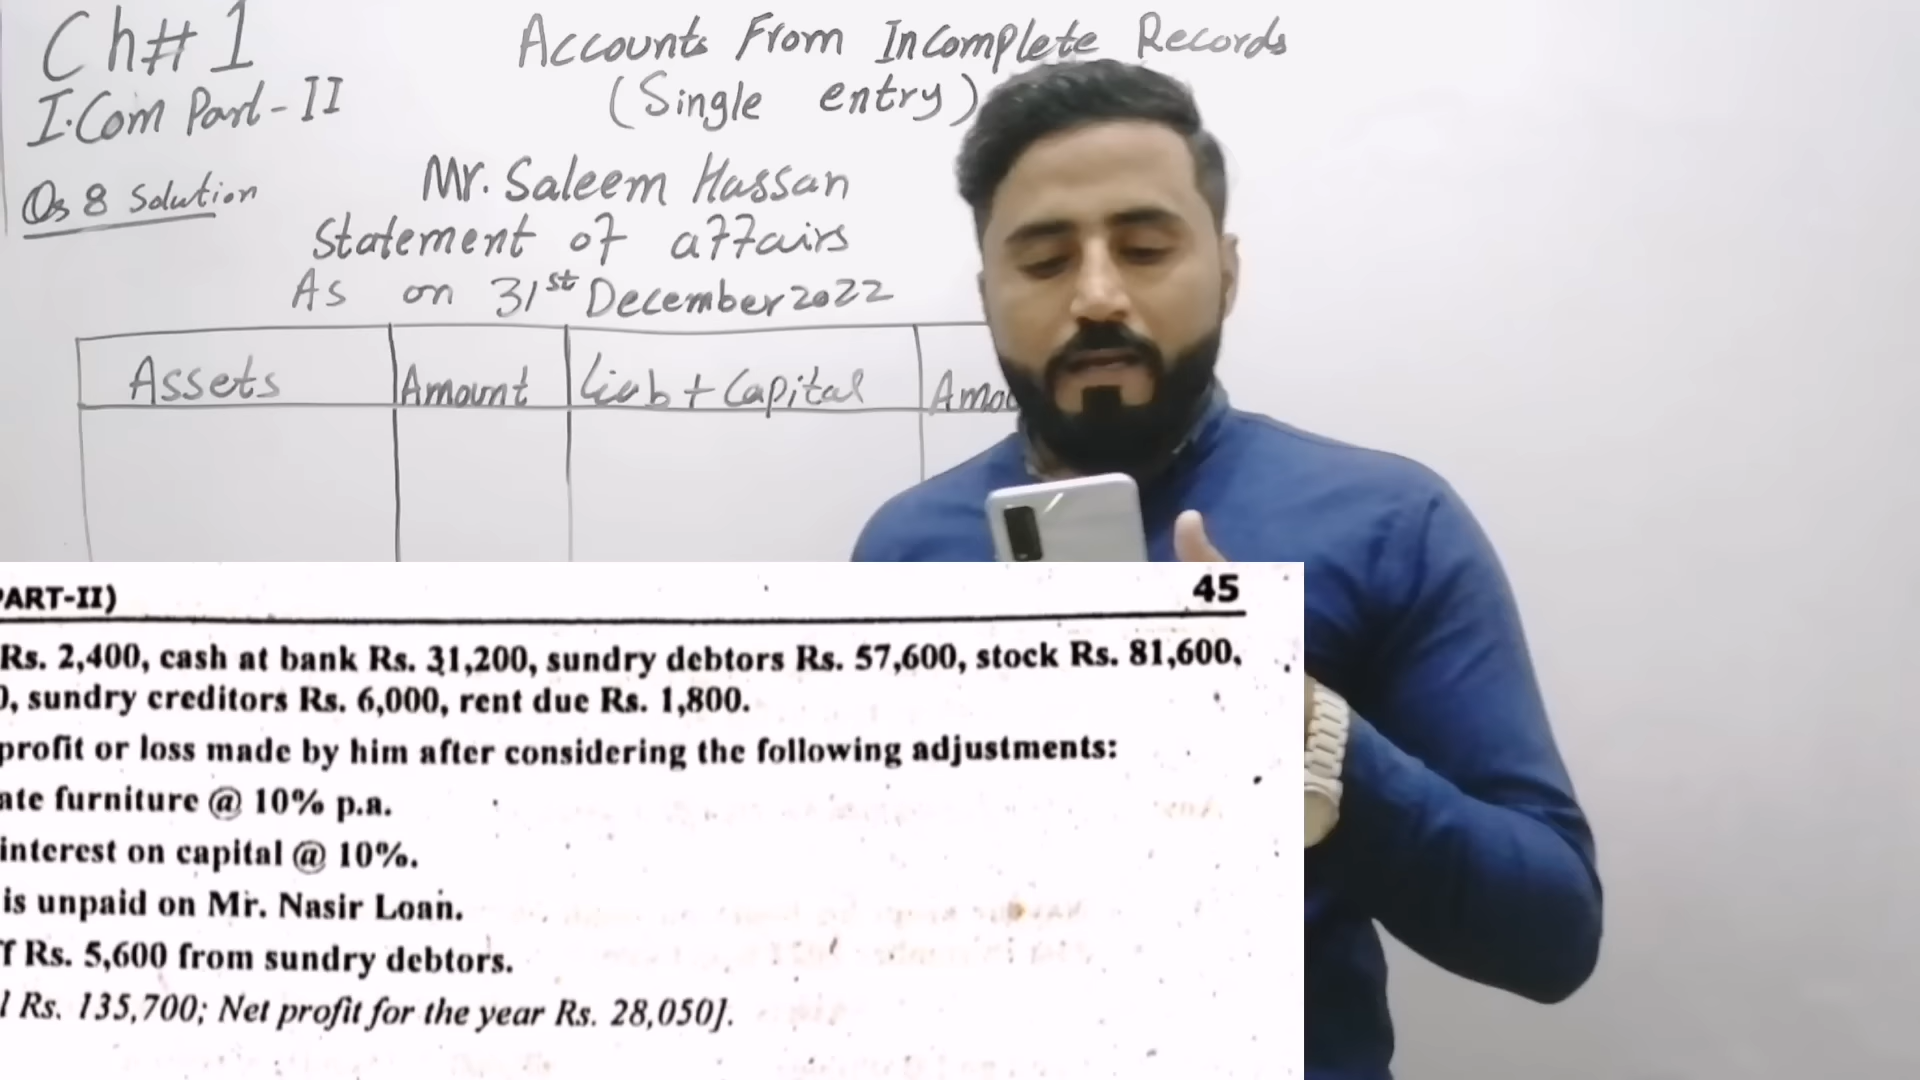 Ch# 1
I.Com Part-II
Qs 8 Solution
Accounts From Incomplete Records
(Single entry)
Mr. Saleem Hassan
Statement of affairs
As on 31st December 2022
Assets Amount Liab + Capital
PART-II) 45
Rs. 2,400, cash at bank Rs. 31,200, sundry debtors Rs. 57,600, stock Rs. 81,600,
, sundry creditors Rs. 6,000, rent due Rs. 1,800.
profit or loss made by him after considering the following adjustments:
ate furniture @ 10% p.a.
interest on capital @ 10%.
is unpaid on Mr. Nasir Loan.
f Rs. 5,600 from sundry debtors.
l Rs. 135,700; Net profit for the year Rs. 28,050].